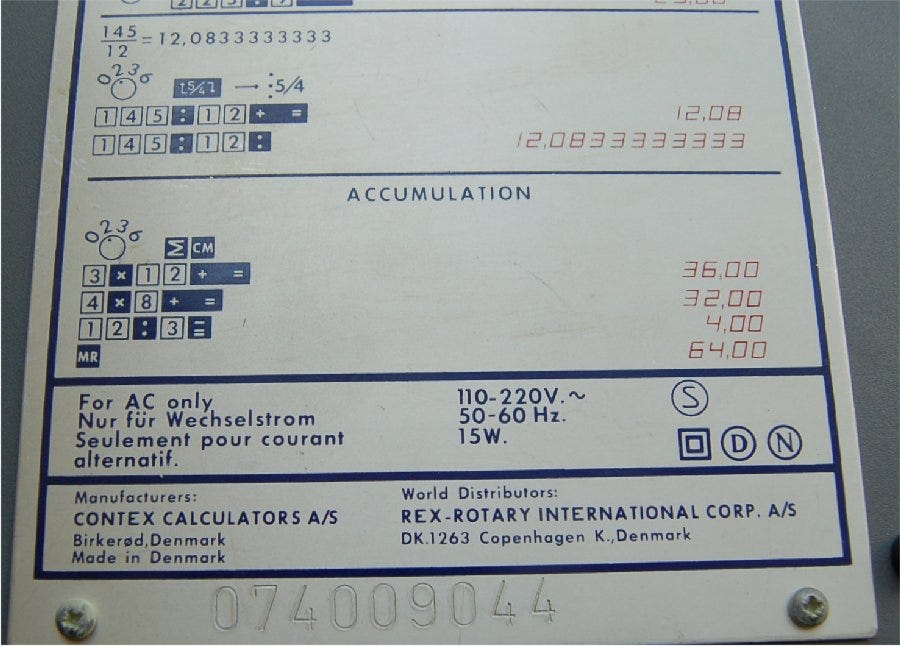 145/12 = 12,0833333333
0 2 3 6
↑5/4↓ → :5/4
1 4 5 : 1 2 + = 12,08
1 4 5 : 1 2 : 12,0833333333
ACCUMULATION
0 2 3 6
Σ CM
3 × 1 2 + = 36,00
4 × 8 + = 32,00
1 2 : 3 = 4,00
MR 64,00
For AC only
Nur für Wechselstrom
Seulement pour courant
alternatif.
110-220V.~
50-60 Hz.
15W.
S
D N
Manufacturers:
CONTEX CALCULATORS A/S
Birkerød, Denmark
Made in Denmark
World Distributors:
REX-ROTARY INTERNATIONAL CORP. A/S
DK.1263 Copenhagen K., Denmark
074009044